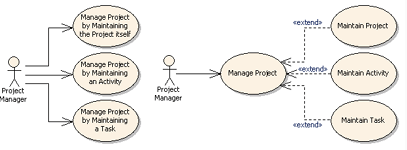 Manage Project
by Maintaining
the Project itself
Manage Project
by Maintaining
an Activity
Manage Project
by Maintaining
a Task
Project
Manager
Project
Manager
Manage Project
«extend»
«extend»
«extend»
Maintain Project
Maintain Activity
Maintain Task